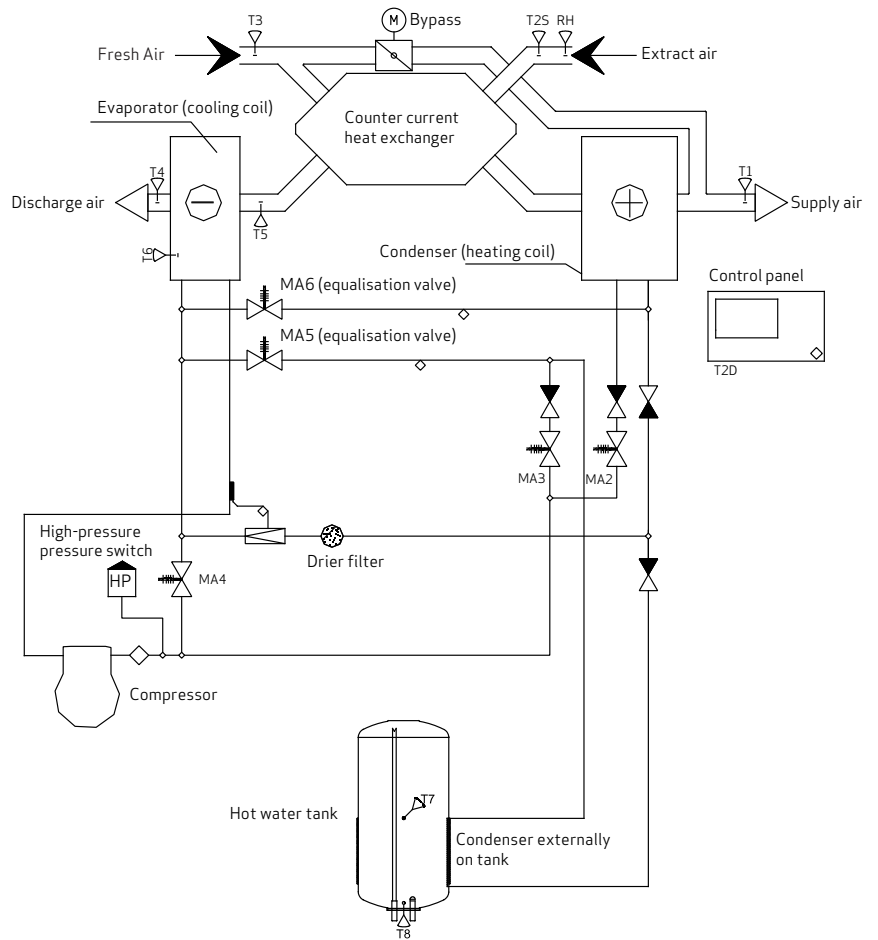 T3
M
Bypass
T2S
RH
Fresh Air
Extract air
Evaporator (cooling coil)
Counter current
heat exchanger
T4
T1
Discharge air
Supply air
T5
T6
Condenser (heating coil)
Control panel
MA6 (equalisation valve)
MA5 (equalisation valve)
T2D
MA3
MA2
High-pressure
pressure switch
Drier filter
HP
MA4
Compressor
M
T7
Hot water tank
Condenser externally
on tank
T8